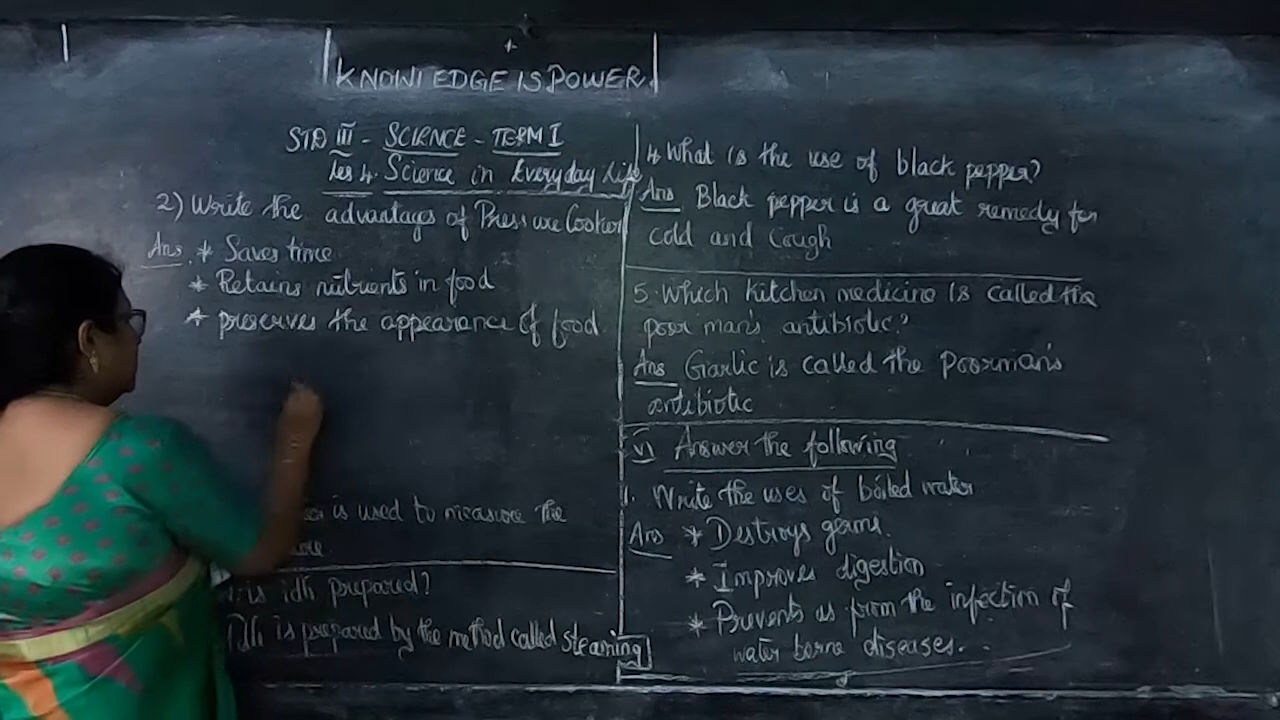 KNOWLEDGE IS POWER
STD III - SCIENCE - TERM I
Les 4. Science in Everyday Life
2) Write the advantages of Pressure Cooker
Ans * Saves time
* Retains nutrients in food
* preserves the appearance of food
is used to measure the
is idli prepared?
Idli is prepared by the method called steaming
4. What is the use of black pepper?
Ans Black pepper is a great remedy for
Cold and Cough
5. Which kitchen medicine is called the
poor man's antibiotic?
Ans Garlic is called the Poorman's
antibiotic
VI Answer the following
1. Write the uses of boiled water
Ans * Destroys germs.
* Improves digestion
* Prevents us from the infection of
water borne diseases.